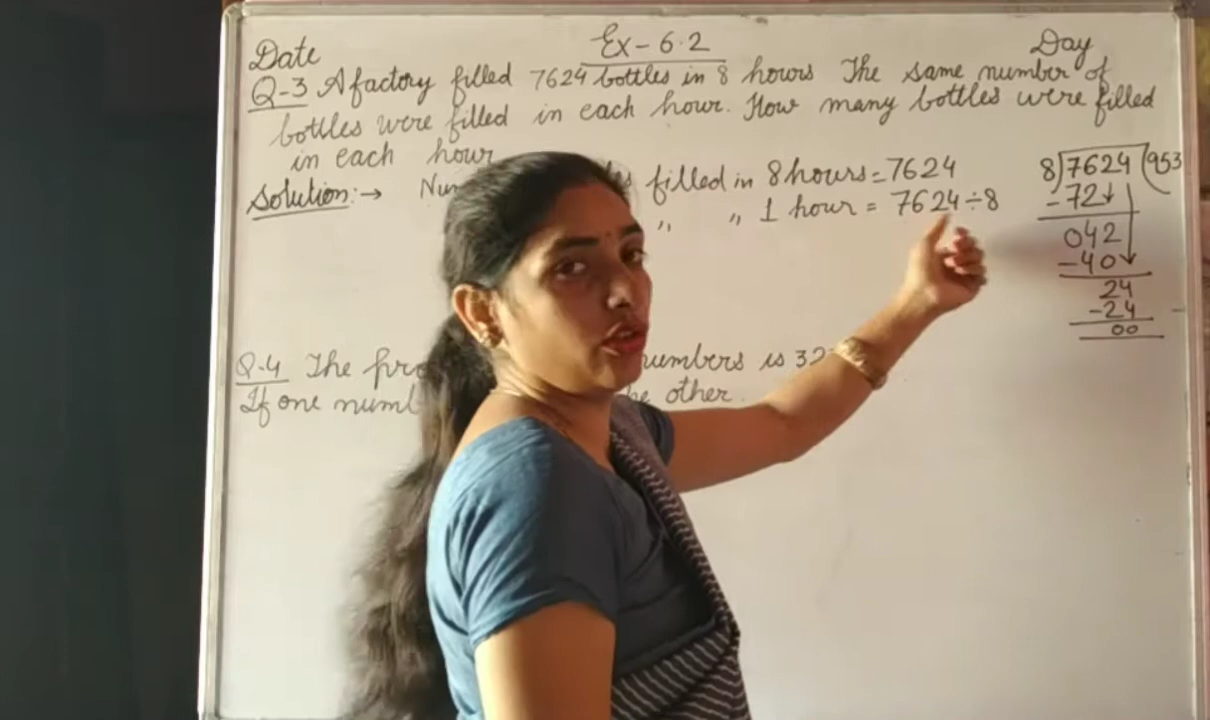 Date Ex-6.2 Day
Q-3 A factory filled 7624 bottles in 8 hours The same number of
bottles were filled in each hour. How many bottles were filled
in each hour
Solution:→ filled in 8 hours = 7624
" " 1 hour = 7624÷8
8)7624(953
-72↓
042
-40↓
24
-24
00
Q.4 The numbers is
If one other.